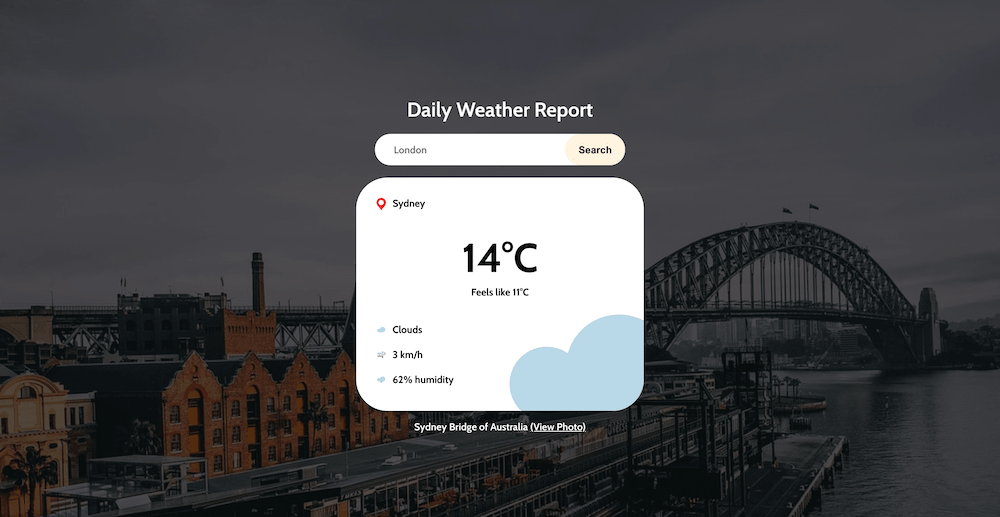 Daily Weather Report
London
Search
Sydney
14°C
Feels like 11°C
Clouds
3 km/h
62% humidity
Sydney Bridge of Australia (View Photo)